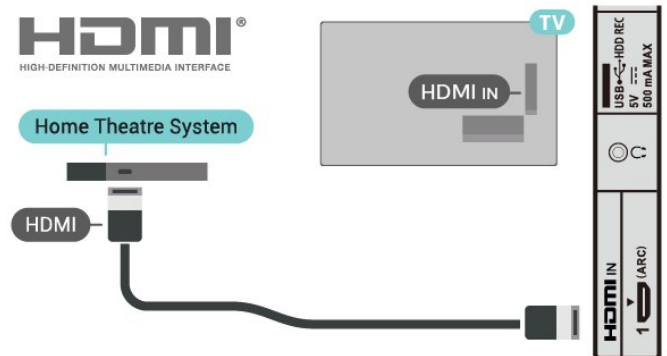 HDMI®
HIGH-DEFINITION MULTIMEDIA INTERFACE
TV
HDMI IN
Home Theatre System
HDMI
USB HDD REC
5V
500 mA MAX
HDMI IN
1 (ARC)